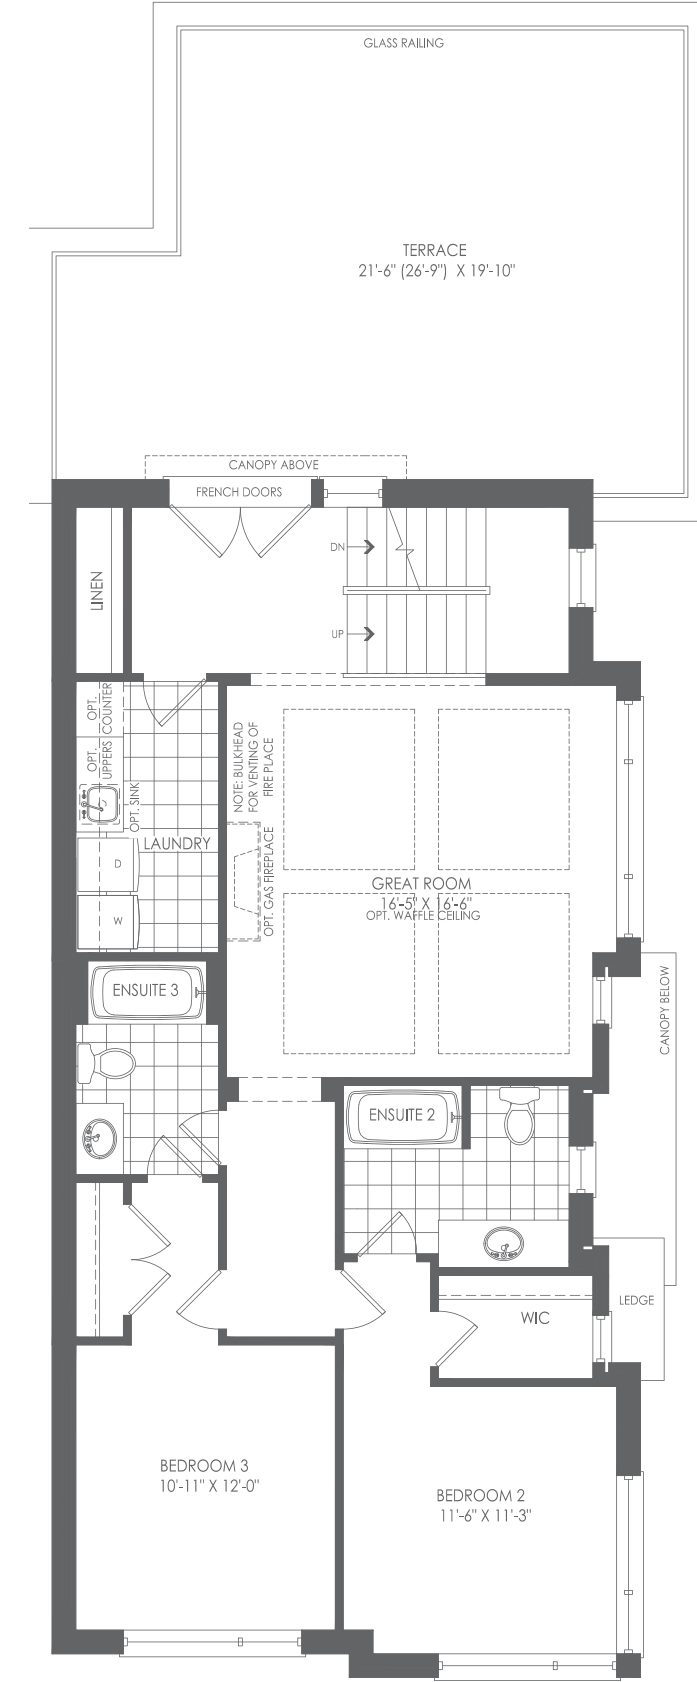 GLASS RAILING
TERRACE
21'-6" (26'-9")  X 19'-10"
CANOPY ABOVE
FRENCH DOORS
DN
UP
LINEN
OPT.
COUNTER
OPT.
UPPERS
OPT. SINK
LAUNDRY
D
W
NOTE: BULKHEAD
FOR VENTING OF
FIRE PLACE
OPT. GAS FIREPLACE
GREAT ROOM
16'-5" X 16'-6"
OPT. WAFFLE CEILING
CANOPY BELOW
ENSUITE 3
ENSUITE 2
LEDGE
WIC
BEDROOM 3
10'-11" X 12'-0"
BEDROOM 2
11'-6" X 11'-3"